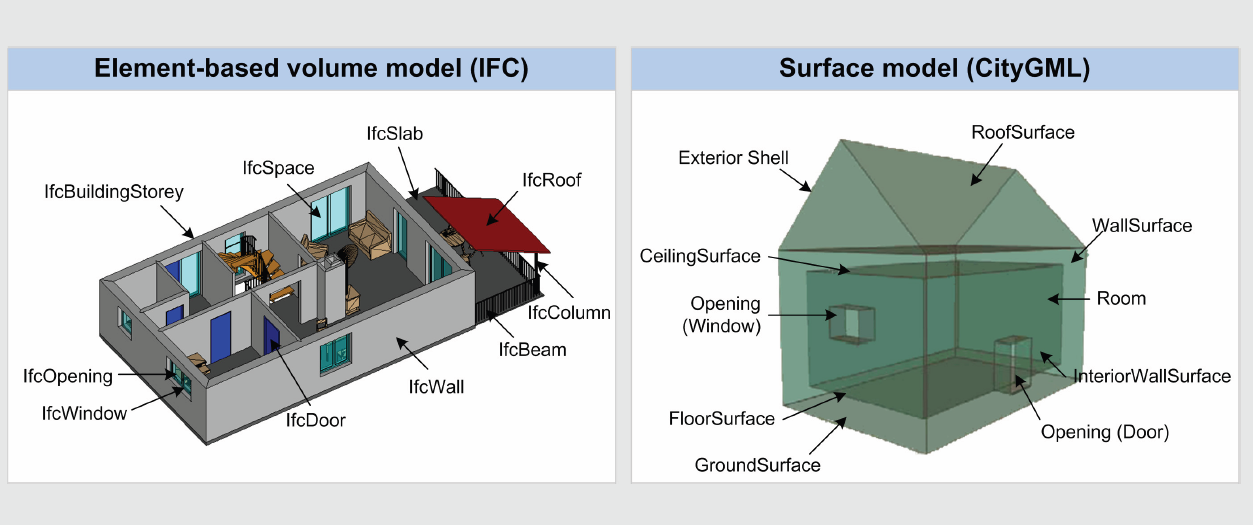 Element-based volume model (IFC)
IfcSlab
IfcSpace
IfcRoof
IfcBuildingStorey
IfcColumn
IfcBeam
IfcOpening
IfcWall
IfcWindow
IfcDoor
Surface model (CityGML)
RoofSurface
Exterior Shell
WallSurface
CeilingSurface
Room
Opening
(Window)
InteriorWallSurface
FloorSurface
Opening (Door)
GroundSurface